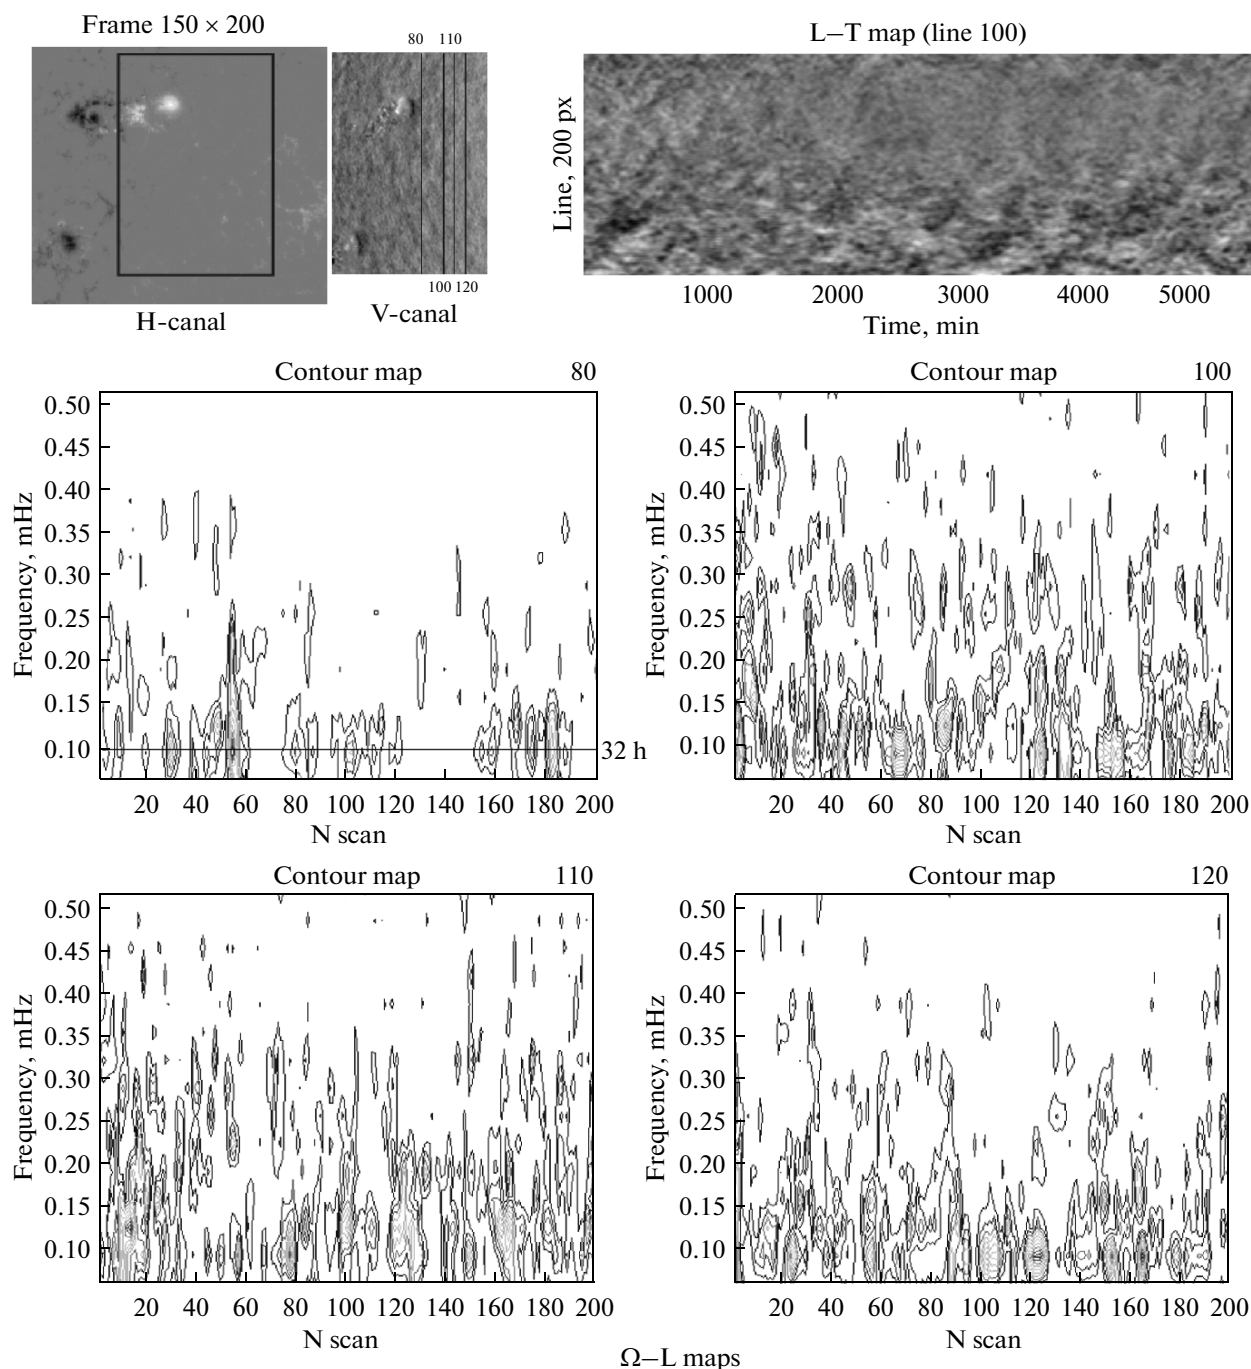 Frame 150 × 200
80 110
100 120
H-canal
V-canal
L–T map (line 100)
Line, 200 px
1000 2000 3000 4000 5000
Time, min
Contour map 80
Frequency, mHz
0.50
0.45
0.40
0.35
0.30
0.25
0.20
0.15
0.10
32 h
20 40 60 80 100 120 140 160 180 200
N scan
Contour map 100
Frequency, mHz
0.50
0.45
0.40
0.35
0.30
0.25
0.20
0.15
0.10
20 40 60 80 100 120 140 160 180 200
N scan
Contour map 110
Frequency, mHz
0.50
0.45
0.40
0.35
0.30
0.25
0.20
0.15
0.10
20 40 60 80 100 120 140 160 180 200
N scan
Contour map 120
Frequency, mHz
0.50
0.45
0.40
0.35
0.30
0.25
0.20
0.15
0.10
20 40 60 80 100 120 140 160 180 200
N scan
Ω–L maps